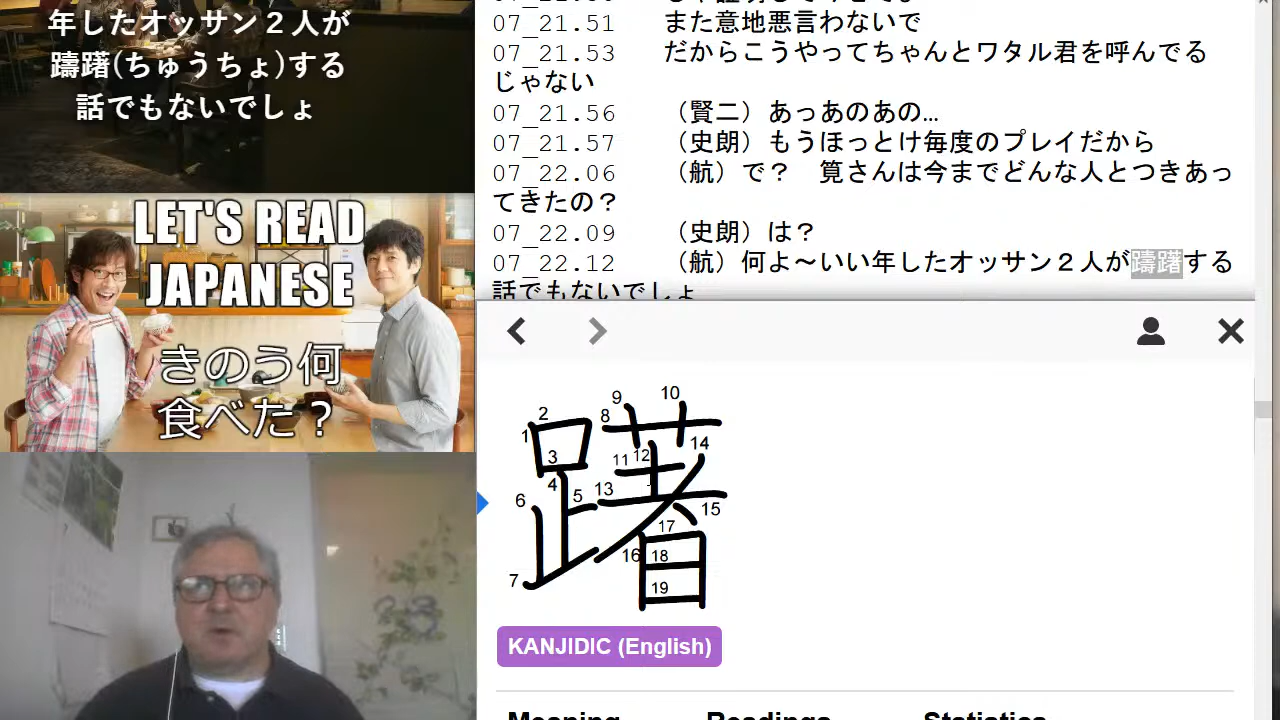 年したオッサン２人が
躊躇(ちゅうちょ)する
話でもないでしょ
LET'S READ
JAPANESE
きのう何
食べた？
07_21.51 また意地悪言わないで
07_21.53 だからこうやってちゃんとワタル君を呼んでる
じゃない
07_21.56 （賢二）あっあのあの…
07_21.57 （史朗）もうほっとけ毎度のプレイだから
07_22.06 （航）で？ 筧さんは今までどんな人とつきあっ
てきたの？
07_22.09 （史朗）は？
07_22.12 （航）何よ～いい年したオッサン２人が躊躇する
話でもないでしょ
躇
1 2 3 4 5 6 7 8 9 10 11 12 13 14 15 16 17 18 19
KANJIDIC (English)
Meaning Readings Statistics